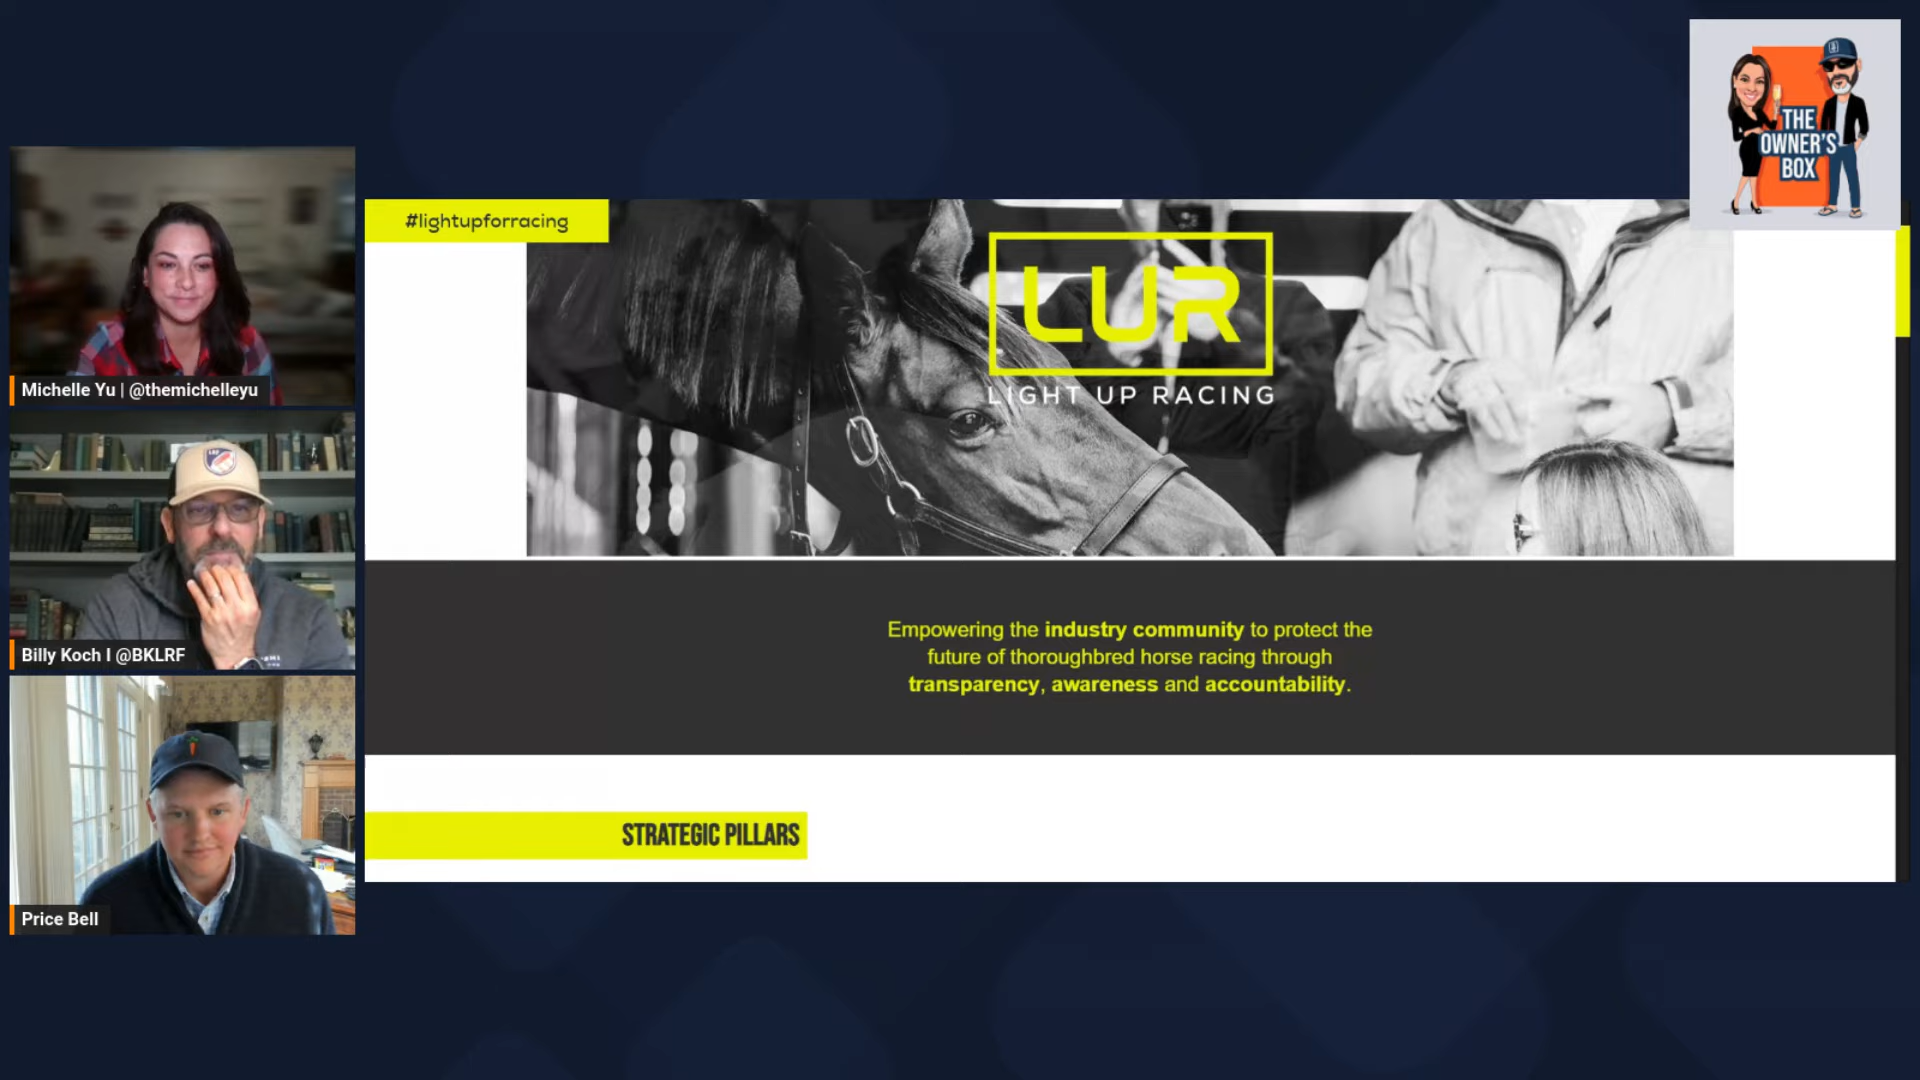 THE
OWNER'S
BOX
#lightupforracing
LUR
LIGHT UP RACING
Michelle Yu | @themichelleyu
Billy Koch I @BKLRF
Price Bell
Empowering the industry community to protect the
future of thoroughbred horse racing through
transparency, awareness and accountability.
STRATEGIC PILLARS